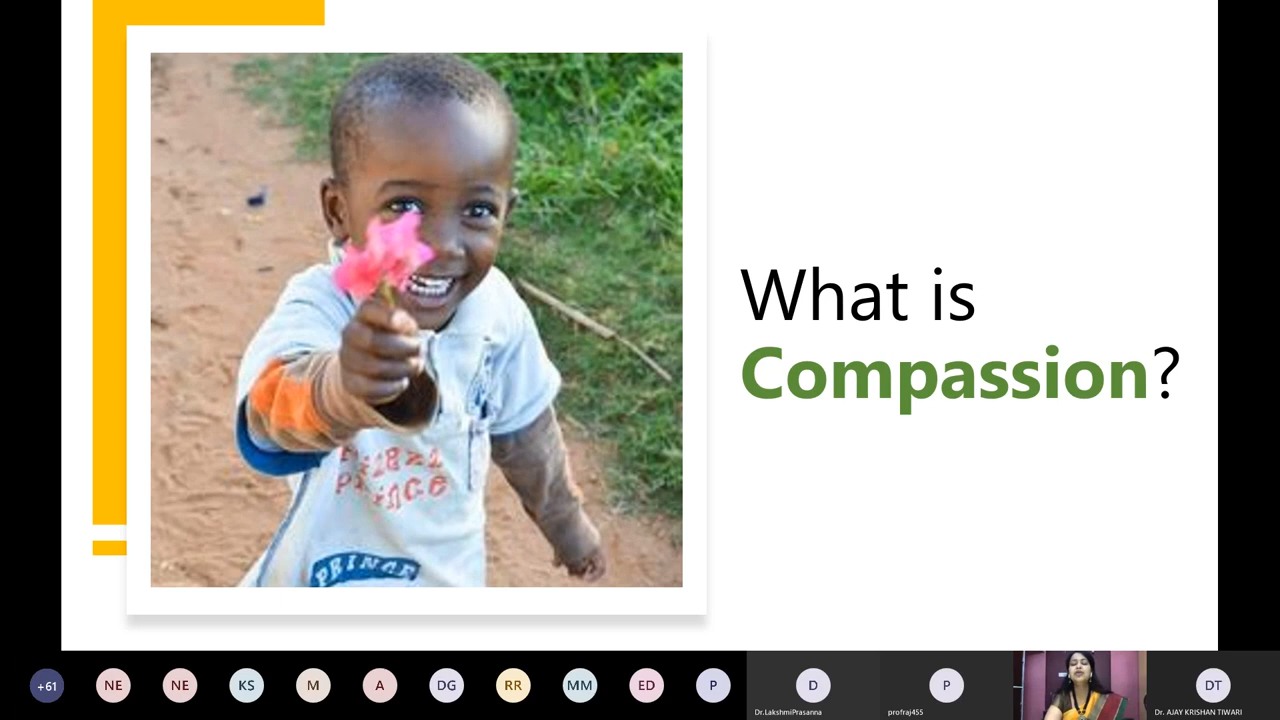 What is
Compassion?
PRINCE
+61
NE
NE
KS
M
A
DG
RR
MM
ED
P
D
P
DT
Dr.LakshmiPrasanna
profraj455
Dr. AJAY KRISHAN TIWARI